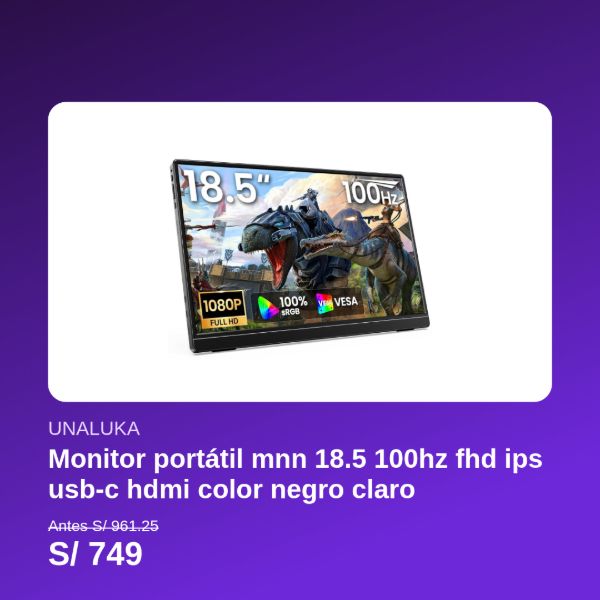 18.5"
100Hz
1080P
FULL HD
100%
sRGB
VESA
VESA
UNALUKA
Monitor portátil mnn 18.5 100hz fhd ips
usb-c hdmi color negro claro
Antes S/ 961.25
S/ 749